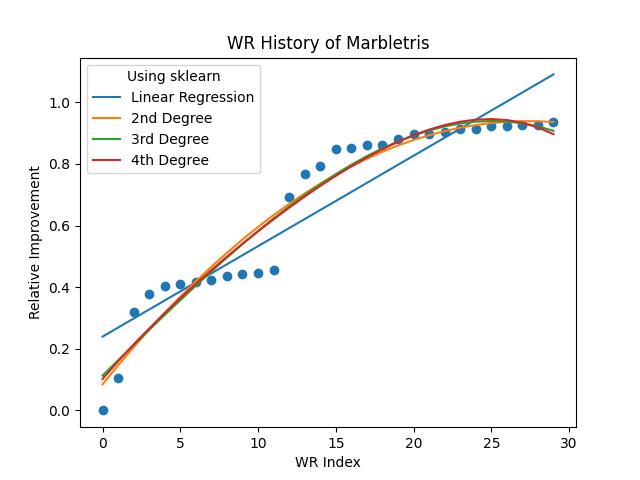 WR History of Marbletris
Using sklearn
Linear Regression
2nd Degree
3rd Degree
4th Degree
Relative Improvement
1.0
0.8
0.6
0.4
0.2
0.0
0 5 10 15 20 25 30
WR Index